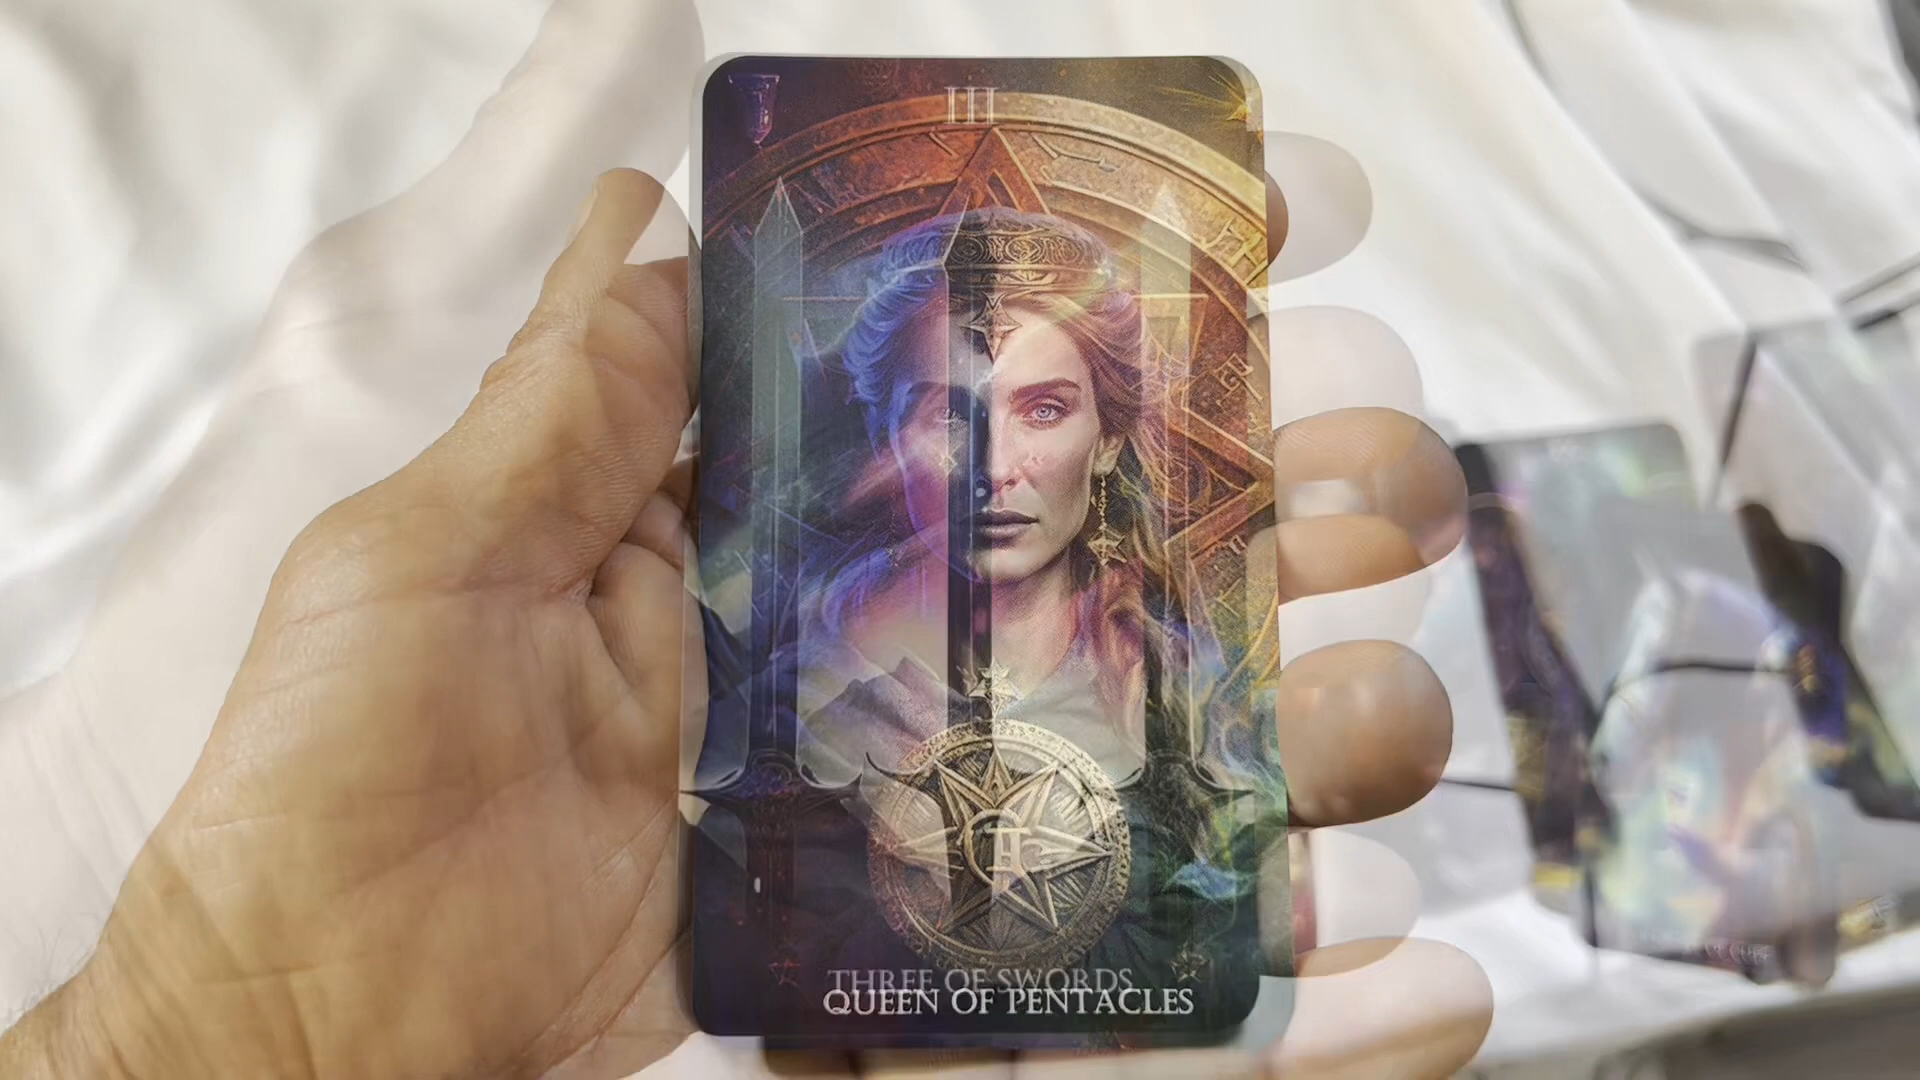 III
THREE OF SWORDS
QUEEN OF PENTACLES